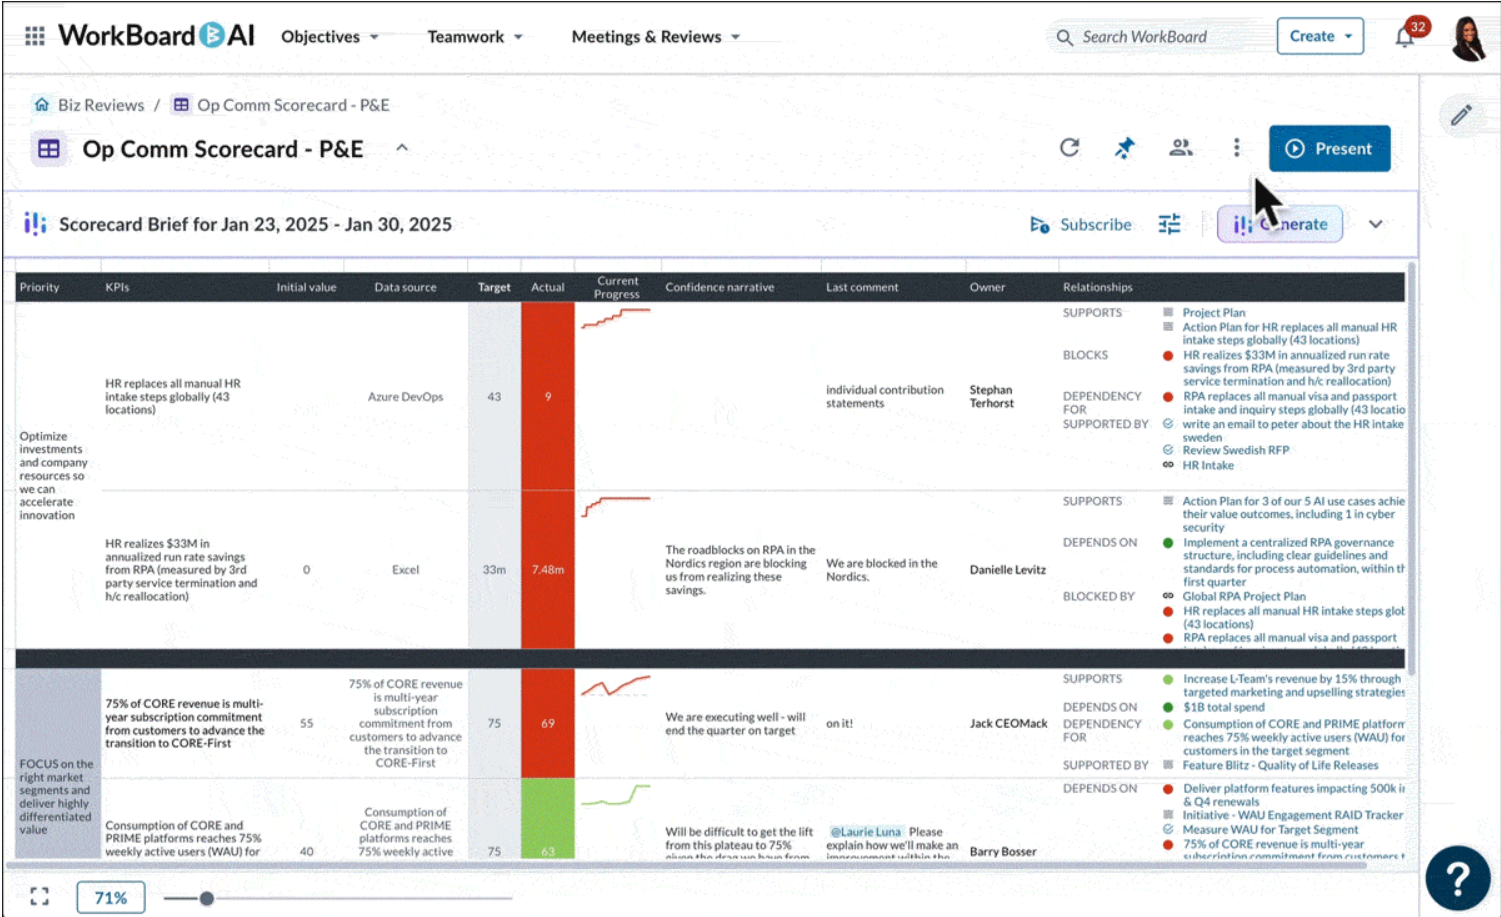 WorkBoard AI
Objectives
Teamwork
Meetings & Reviews
Search WorkBoard
Create
32
Biz Reviews / Op Comm Scorecard - P&E
Op Comm Scorecard - P&E
Present
Scorecard Brief for Jan 23, 2025 - Jan 30, 2025
Subscribe
Priority
KPIs
Initial value
Data source
Target
Actual
Current
Progress
Confidence narrative
Last comment
Owner
Relationships
Optimize
investments
and company
resources so
we can
accelerate
innovation
HR replaces all manual HR
intake steps globally (43
locations)
Azure DevOps
43
9
individual contribution
statements
Stephan
Terhorst
SUPPORTS
Project Plan
Action Plan for HR replaces all manual HR
intake steps globally (43 locations)
BLOCKS
HR realizes $33M in annualized run rate
savings from RPA (measured by 3rd party
service termination and h/c reallocation)
DEPENDENCY
FOR
RPA replaces all manual visa and passport
intake and inquiry steps globally (43 locatio
SUPPORTED BY
write an email to peter about the HR intake
sweden
Review Swedish RFP
HR Intake
HR realizes $33M in
annualized run rate savings
from RPA (measured by 3rd
party service termination and
h/c reallocation)
0
Excel
33m
7.48m
The roadblocks on RPA in the
Nordics region are blocking
us from realizing these
savings.
We are blocked in the
Nordics.
Danielle Levitz
SUPPORTS
Action Plan for 3 of our 5 AI use cases achie
their value outcomes, including 1 in cyber
security
DEPENDS ON
Implement a centralized RPA governance
structure, including clear guidelines and
standards for process automation, within th
first quarter
BLOCKED BY
Global RPA Project Plan
HR replaces all manual HR intake steps glob
(43 locations)
RPA replaces all manual visa and passport
FOCUS on the
right market
segments and
deliver highly
differentiated
value
75% of CORE revenue is multi-
year subscription commitment
from customers to advance the
transition to CORE-First
55
75% of CORE revenue
is multi-year
subscription
commitment from
customers to advance
the transition to
CORE-First
75
69
We are executing well - will
end the quarter on target
on it!
Jack CEOMack
SUPPORTS
Increase L-Team's revenue by 15% through
targeted marketing and upselling strategies
DEPENDS ON
$1B total spend
DEPENDENCY
FOR
Consumption of CORE and PRIME platform
reaches 75% weekly active users (WAU) for
customers in the target segment
SUPPORTED BY
Feature Blitz - Quality of Life Releases
Consumption of CORE and
PRIME platforms reaches 75%
weekly active users (WAU) for
40
Consumption of
CORE and PRIME
platforms reaches
75% weekly active
75
63
Will be difficult to get the lift
from this plateau to 75%
given the drag we have from
@Laurie Luna Please
explain how we'll make an
improvement within the
Barry Bosser
DEPENDS ON
Deliver platform features impacting 500k in
& Q4 renewals
Initiative - WAU Engagement RAID Tracker
Measure WAU for Target Segment
75% of CORE revenue is multi-year
subscription commitment from customers t
71%
?